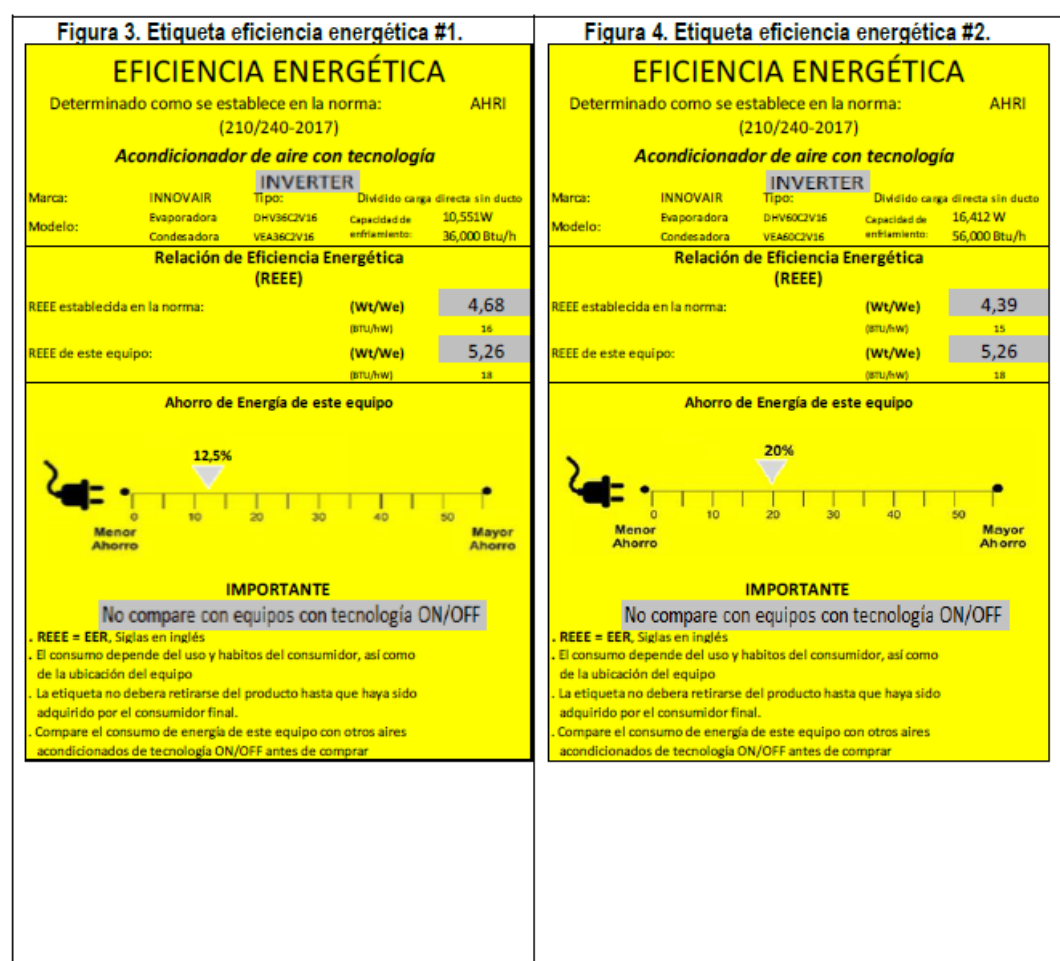 Figura 3. Etiqueta eficiencia energética #1.
EFICIENCIA ENERGÉTICA
Determinado como se establece en la norma: AHRI
(210/240-2017)
Acondicionador de aire con tecnología
INVERTER
Marca: INNOVAIR Tipo: Dividido carga directa sin ducto
Modelo: Evaporadora DHV36C2V16 Capacidad de enfriamiento: 10,551W
Condesadora VEA36C2V16 36,000 Btu/h
Relación de Eficiencia Energética
(REEE)
REEE establecida en la norma: (Wt/We) 4,68
(BTU/hW) 16
REEE de este equipo: (Wt/We) 5,26
(BTU/hW) 18
Ahorro de Energía de este equipo
12,5%
0 10 20 30 40 50
Menor Ahorro
Mayor Ahorro
IMPORTANTE
No compare con equipos con tecnología ON/OFF
. REEE = EER, Siglas en inglés
. El consumo depende del uso y habitos del consumidor, así como
de la ubicación del equipo
. La etiqueta no debera retirarse del producto hasta que haya sido
adquirido por el consumidor final.
. Compare el consumo de energía de este equipo con otros aires
acondicionados de tecnología ON/OFF antes de comprar
Figura 4. Etiqueta eficiencia energética #2.
EFICIENCIA ENERGÉTICA
Determinado como se establece en la norma: AHRI
(210/240-2017)
Acondicionador de aire con tecnología
INVERTER
Marca: INNOVAIR Tipo: Dividido carga directa sin ducto
Modelo: Evaporadora DHV60C2V16 Capacidad de enfriamiento: 16,412 W
Condesadora VEA60C2V16 56,000 Btu/h
Relación de Eficiencia Energética
(REEE)
REEE establecida en la norma: (Wt/We) 4,39
(BTU/hW) 15
REEE de este equipo: (Wt/We) 5,26
(BTU/hW) 18
Ahorro de Energía de este equipo
20%
0 10 20 30 40 50
Menor Ahorro
Mayor Ahorro
IMPORTANTE
No compare con equipos con tecnología ON/OFF
. REEE = EER, Siglas en inglés
. El consumo depende del uso y habitos del consumidor, así como
de la ubicación del equipo
. La etiqueta no debera retirarse del producto hasta que haya sido
adquirido por el consumidor final.
. Compare el consumo de energía de este equipo con otros aires
acondicionados de tecnología ON/OFF antes de comprar